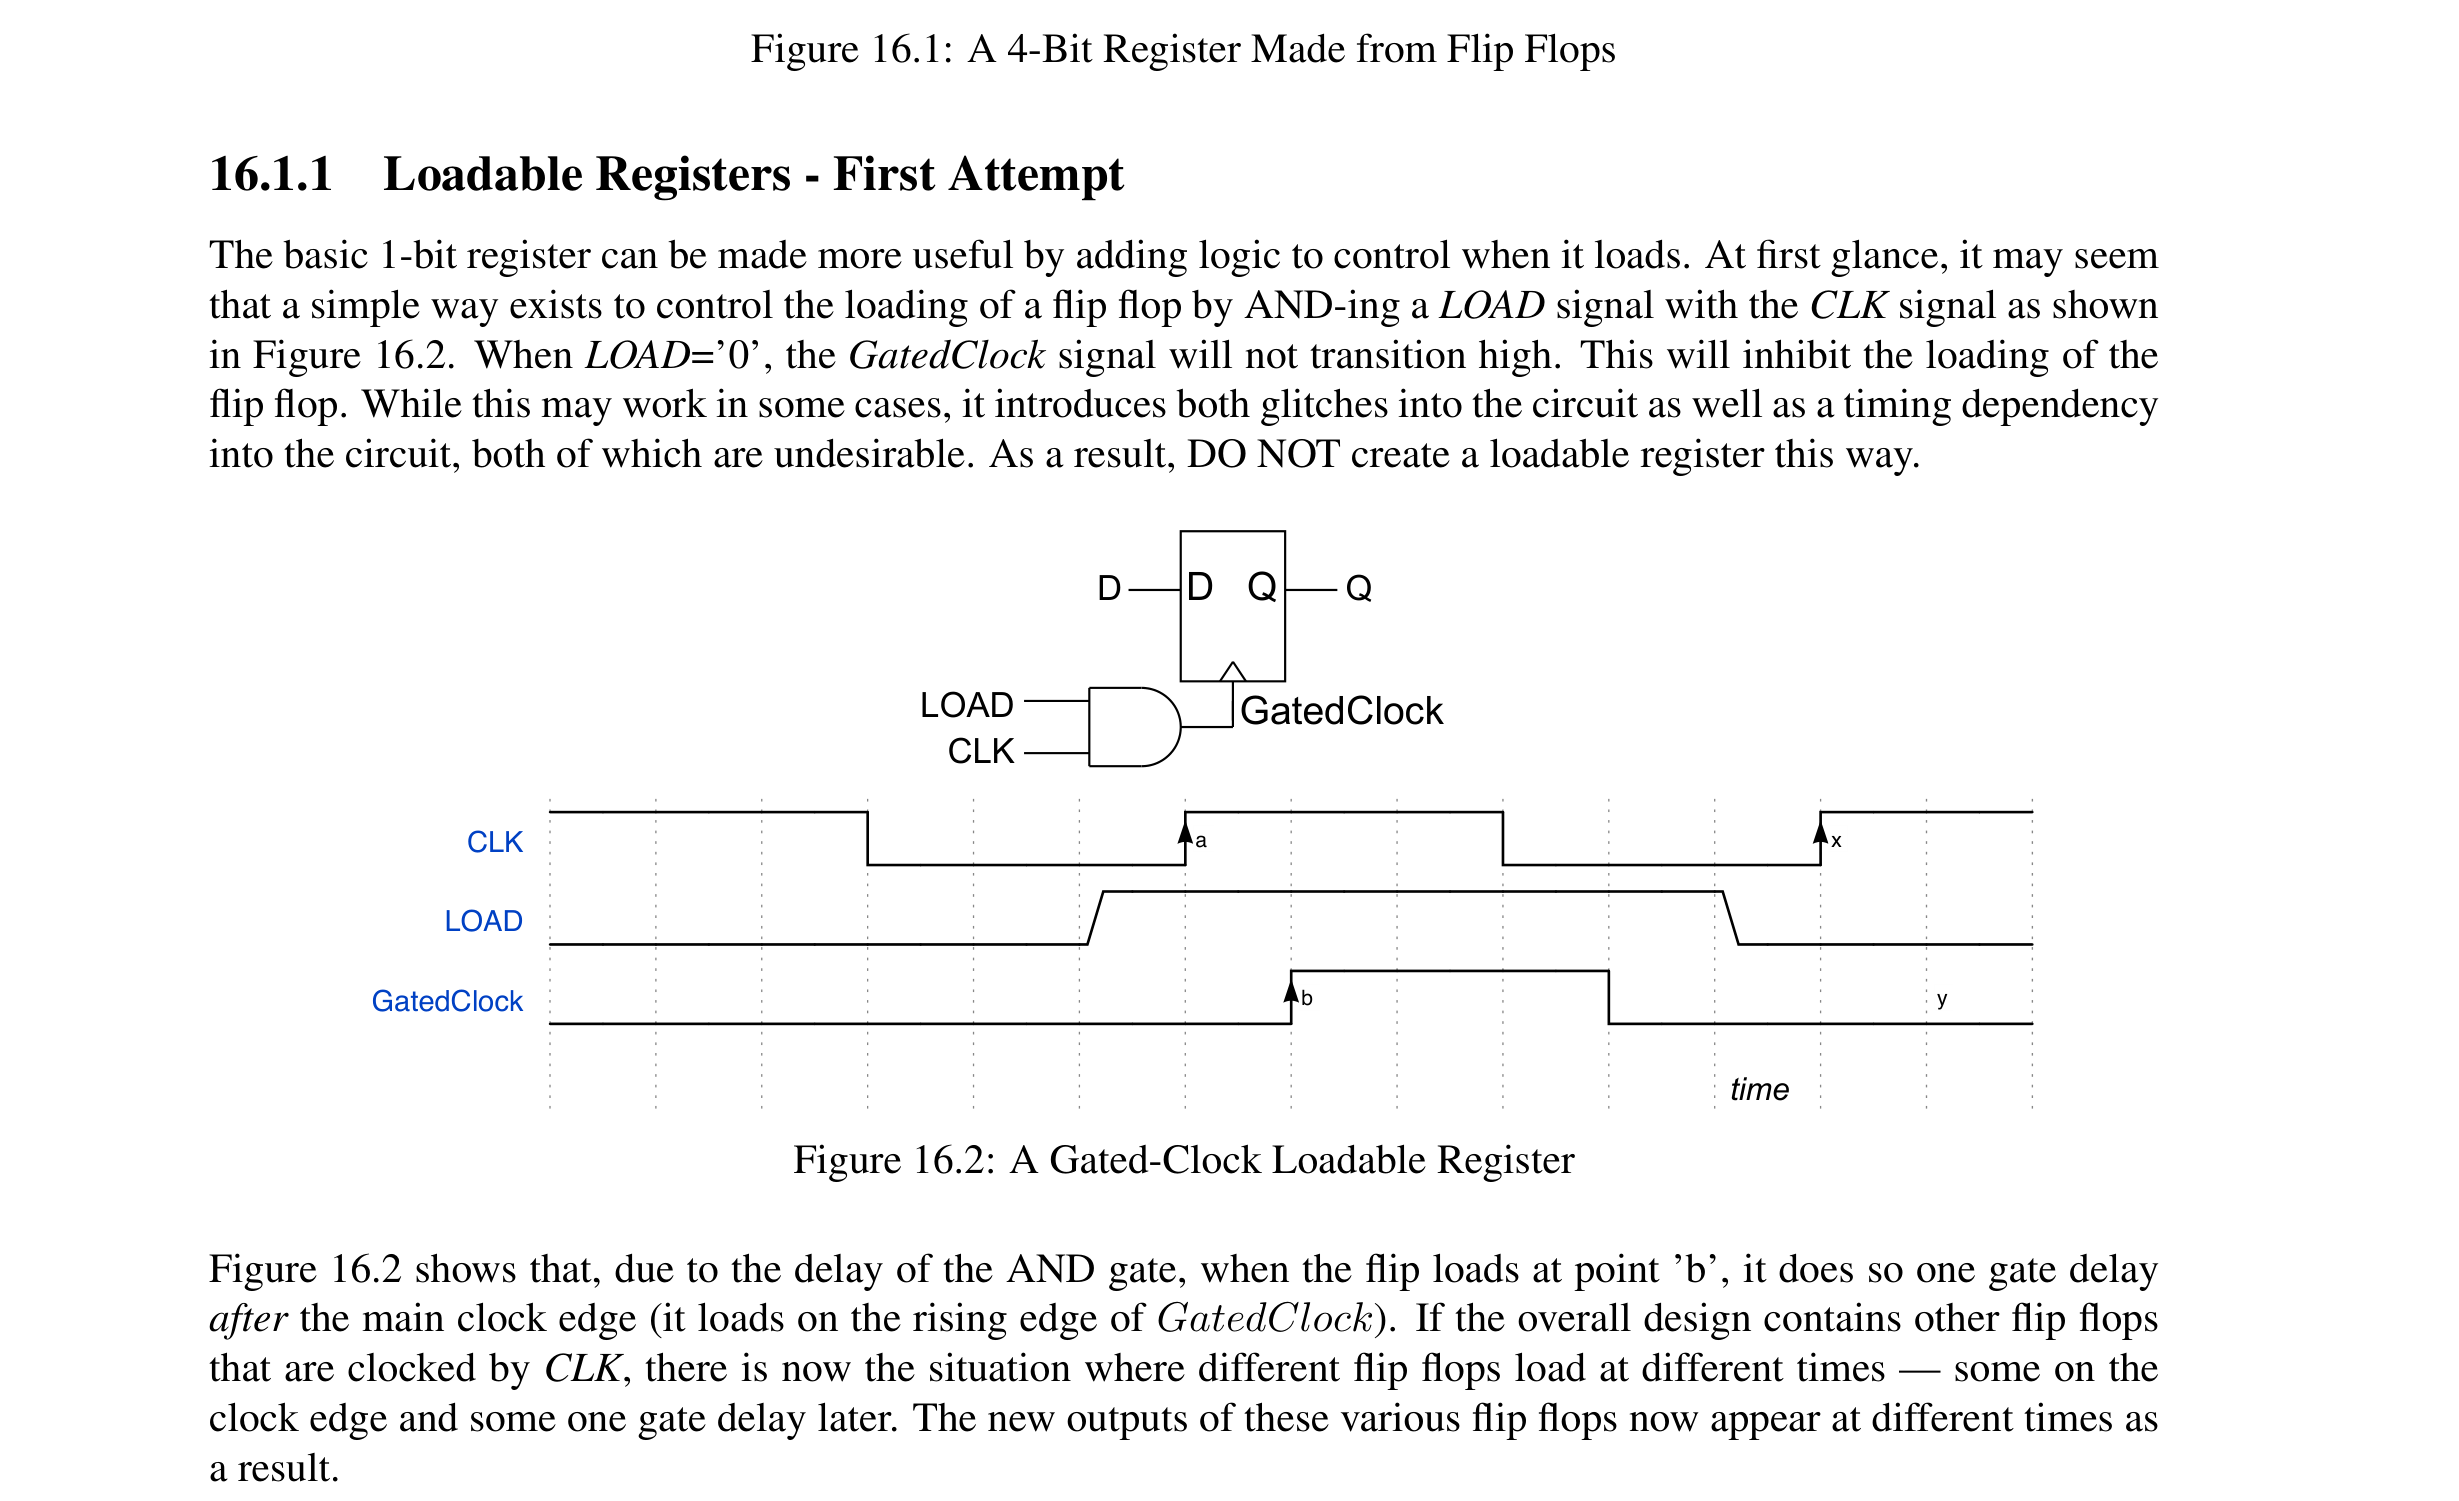 Figure 16.1: A 4-Bit Register Made from Flip Flops
16.1.1 Loadable Registers - First Attempt
The basic 1-bit register can be made more useful by adding logic to control when it loads. At first glance, it may seem
that a simple way exists to control the loading of a flip flop by AND-ing a LOAD signal with the CLK signal as shown
in Figure 16.2. When LOAD=’0’, the GatedClock signal will not transition high. This will inhibit the loading of the
flip flop. While this may work in some cases, it introduces both glitches into the circuit as well as a timing dependency
into the circuit, both of which are undesirable. As a result, DO NOT create a loadable register this way.
D D Q Q
LOAD GatedClock
CLK
CLK a x
LOAD
GatedClock b y
time
Figure 16.2: A Gated-Clock Loadable Register
Figure 16.2 shows that, due to the delay of the AND gate, when the flip loads at point ’b’, it does so one gate delay
after the main clock edge (it loads on the rising edge of GatedClock). If the overall design contains other flip flops
that are clocked by CLK, there is now the situation where different flip flops load at different times — some on the
clock edge and some one gate delay later. The new outputs of these various flip flops now appear at different times as
a result.